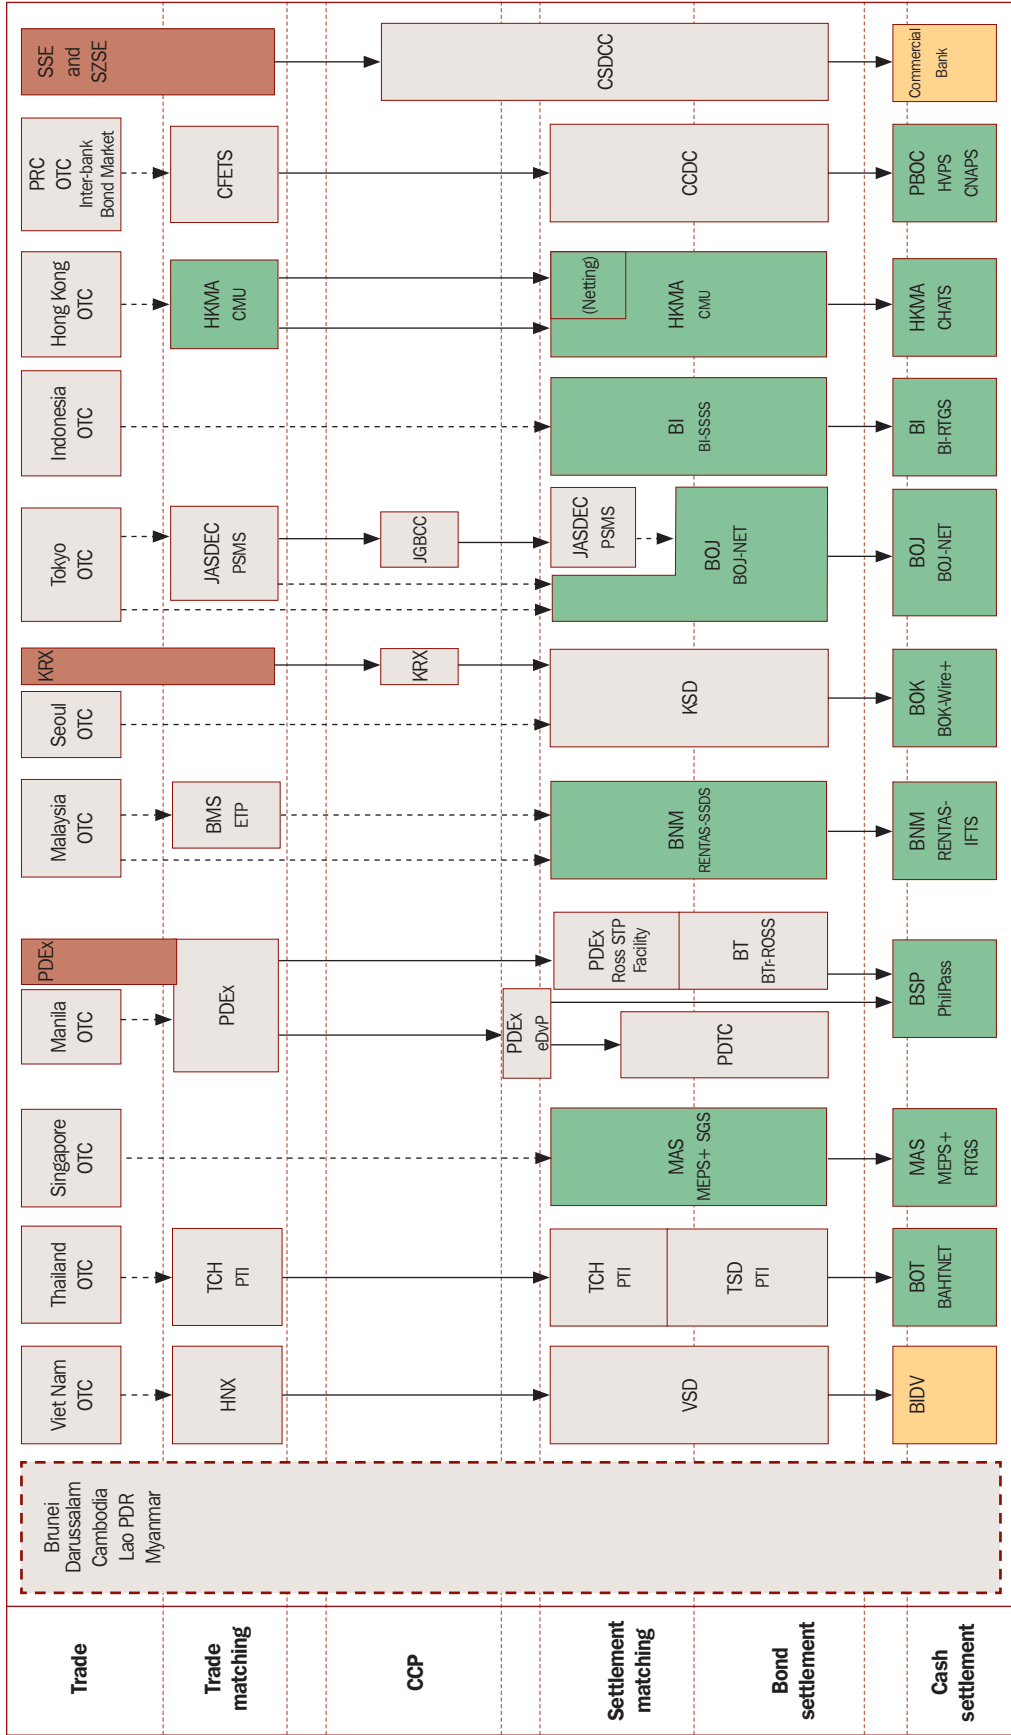 Trade
Trade
matching
CCP
Settlement
matching
Bond
settlement
Cash
settlement
Brunei
Darussalam
Cambodia
Lao PDR
Myanmar
Viet Nam
OTC
HNX
VSD
BIDV
Thailand
OTC
TCH
PTI
TCH
PTI
TSD
PTI
BOT
BAHTNET
Singapore
OTC
MAS
MEPS+ SGS
MAS
MEPS+
RTGS
Manila
OTC
PDEx
PDEx
PDEx
eDvP
PDTC
PDEx
Ross STP
Facility
BT
BTr-ROSS
BSP
PhilPass
Malaysia
OTC
BMS
ETP
BNM
RENTAS-SSDS
BNM
RENTAS-
IFTS
Seoul
OTC
KRX
KRX
KSD
BOK
BOK-Wire+
Tokyo
OTC
JASDEC
PSMS
JGBCC
JASDEC
PSMS
BOJ
BOJ-NET
BOJ
BOJ-NET
Indonesia
OTC
BI
BI-SSSS
BI
BI-RTGS
Hong Kong
OTC
HKMA
CMU
(Netting)
HKMA
CMU
HKMA
CHATS
PRC
OTC
Inter-bank
Bond Market
CFETS
CCDC
PBOC
HVPS
CNAPS
SSE
and
SZSE
CSDCC
Commercial
Bank